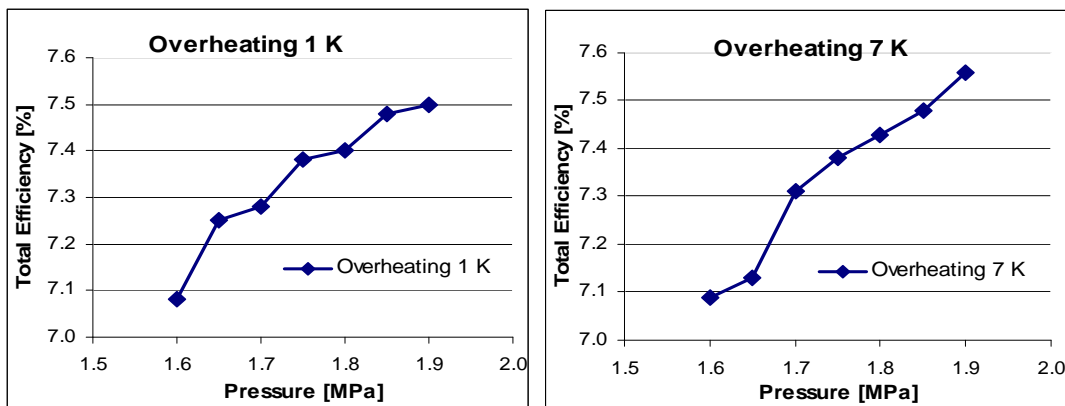 Overheating 1 K
Total Efficiency [%]
7.6
7.5
7.4
7.3
7.2
7.1
7.0
Overheating 1 K
1.5 1.6 1.7 1.8 1.9 2.0
Pressure [MPa]
Overheating 7 K
Total Efficiency [%]
7.6
7.5
7.4
7.3
7.2
7.1
7.0
Overheating 7 K
1.5 1.6 1.7 1.8 1.9 2.0
Pressure [MPa]